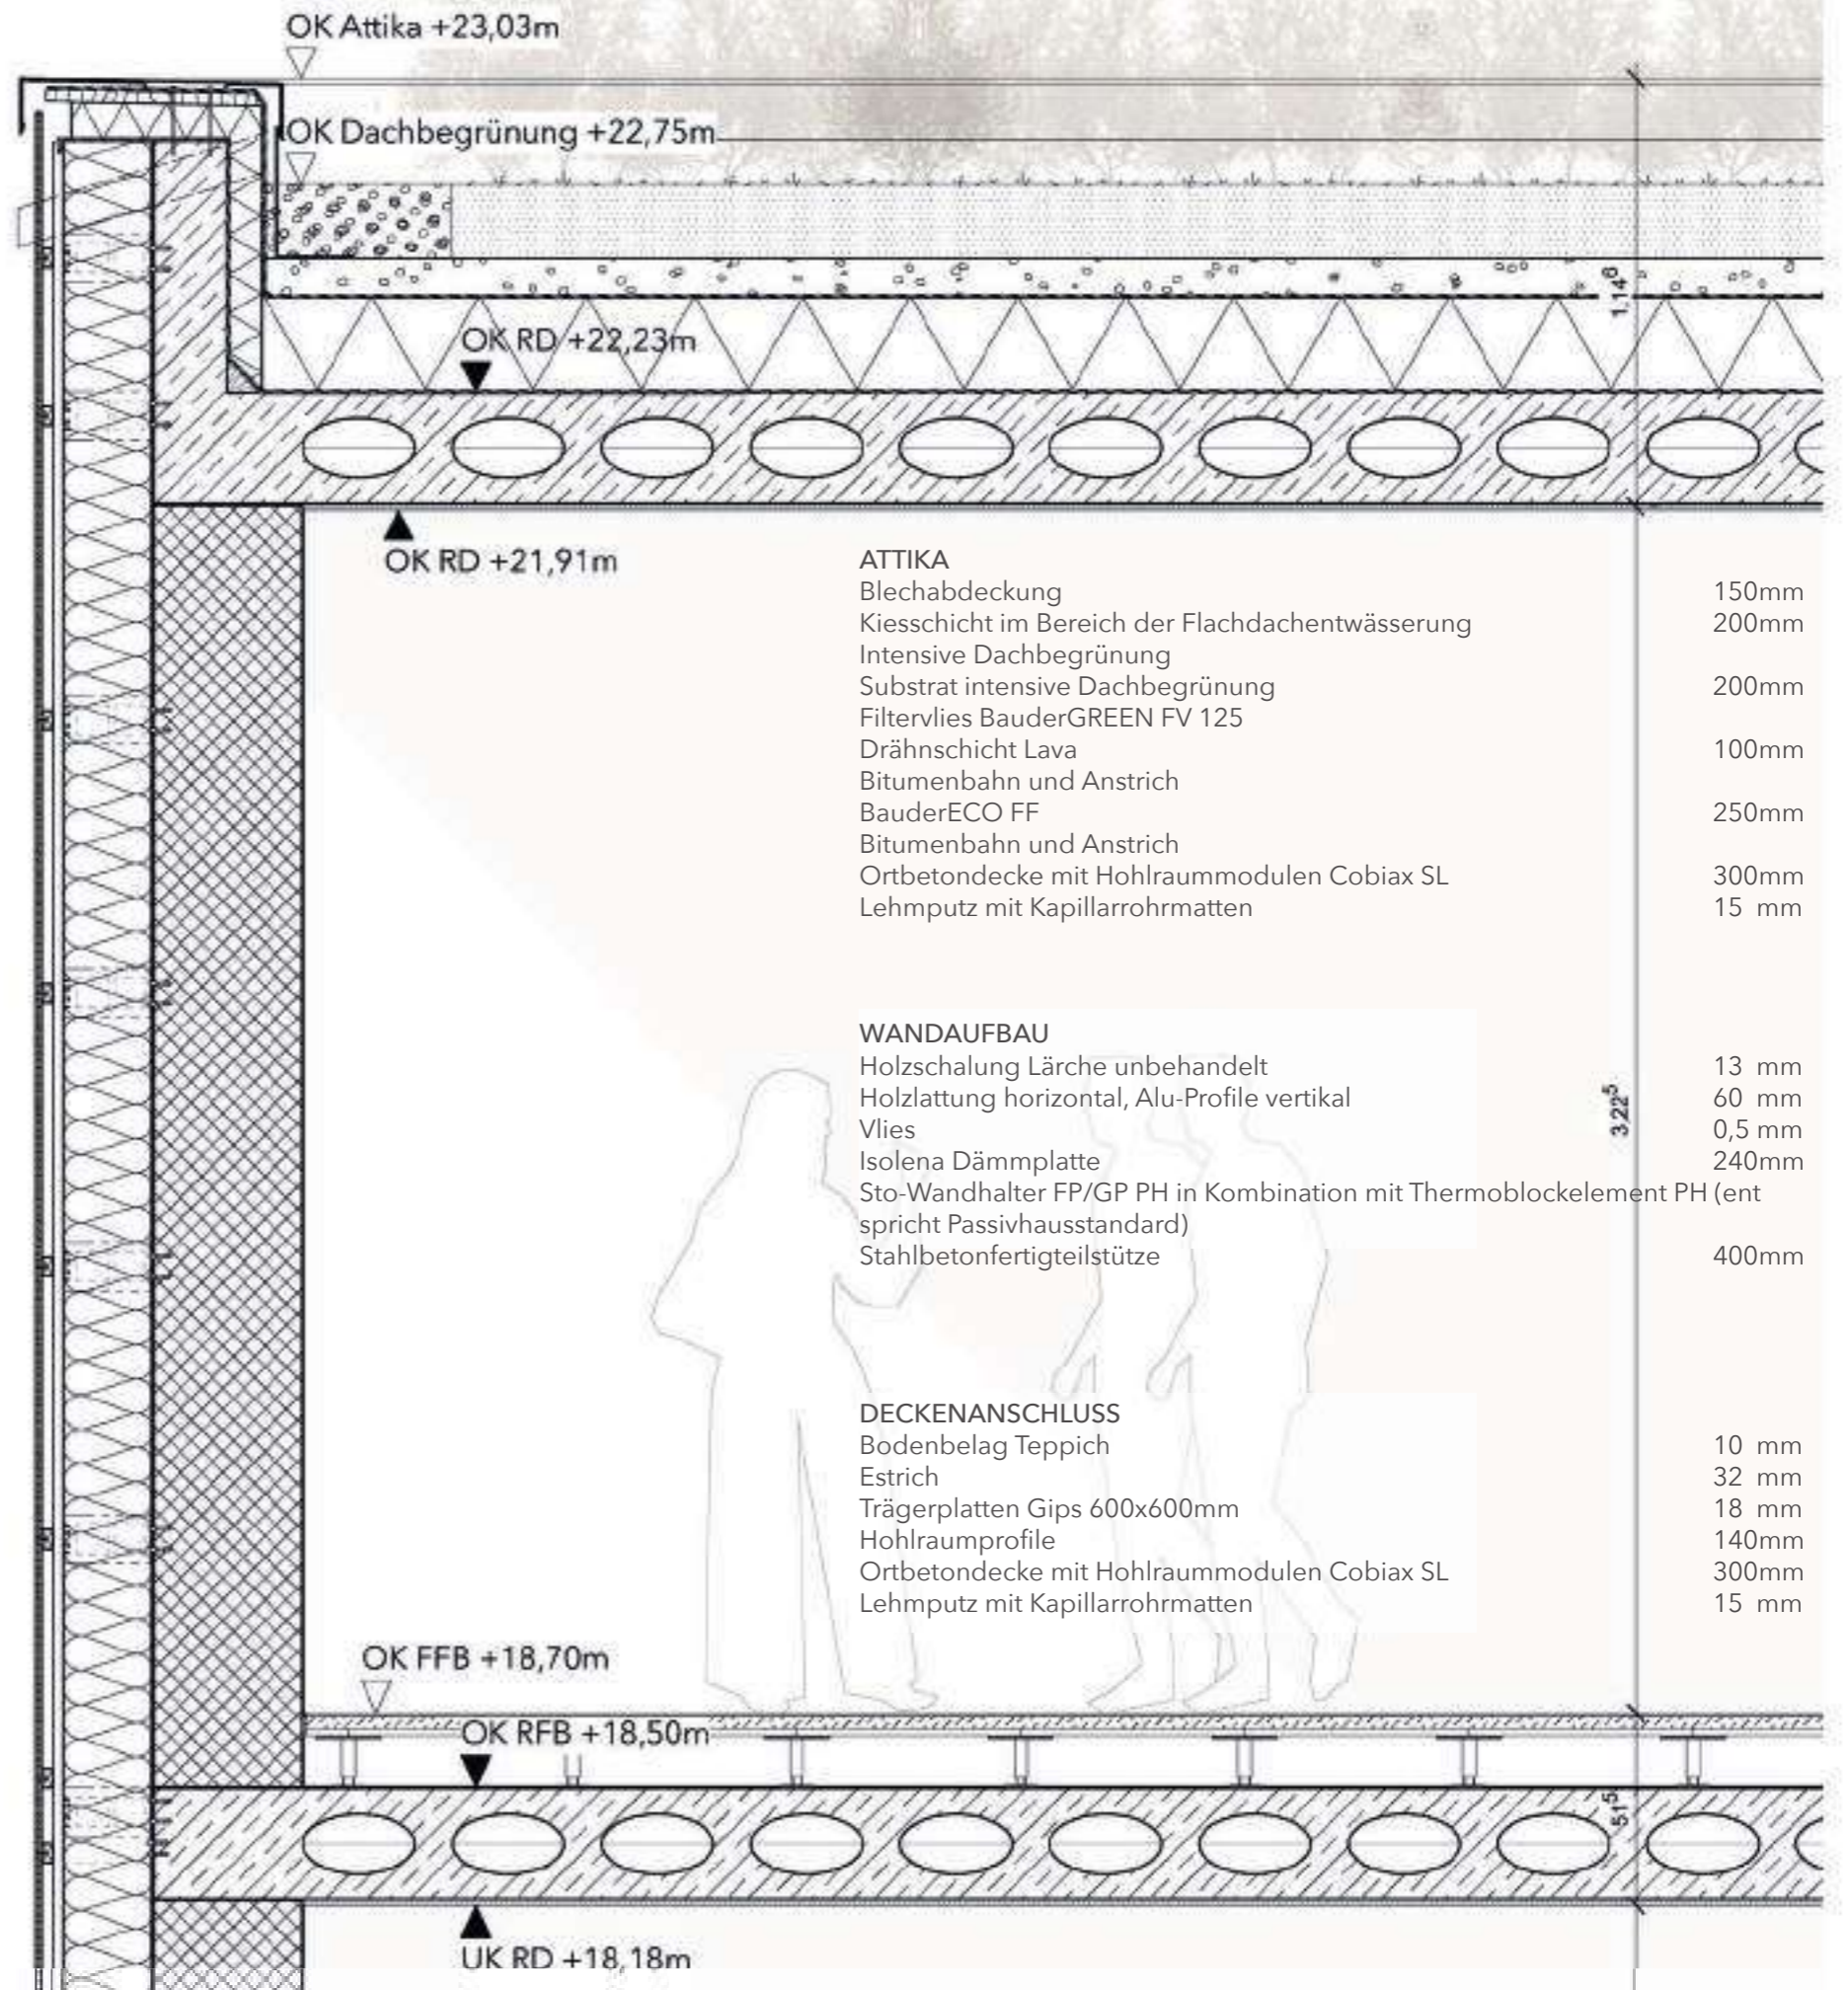 OK Attika +23,03m
OK Dachbegrünung +22,75m
1.14⁶
OK RD +22,23m
OK RD +21,91m
ATTIKA
Blechabdeckung 150mm
Kiesschicht im Bereich der Flachdachentwässerung 200mm
Intensive Dachbegrünung
Substrat intensive Dachbegrünung 200mm
Filtervlies BauderGREEN FV 125
Drähnschicht Lava 100mm
Bitumenbahn und Anstrich
BauderECO FF 250mm
Bitumenbahn und Anstrich
Ortbetondecke mit Hohlraummodulen Cobiax SL 300mm
Lehmputz mit Kapillarrohrmatten 15 mm
WANDAUFBAU
Holzschalung Lärche unbehandelt 13 mm
Holzlattung horizontal, Alu-Profile vertikal 60 mm
Vlies 0,5 mm
Isolena Dämmplatte 240mm
Sto-Wandhalter FP/GP PH in Kombination mit Thermoblockelement PH (ent
spricht Passivhausstandard)
Stahlbetonfertigteilstütze 400mm
3,22⁵
DECKENANSCHLUSS
Bodenbelag Teppich 10 mm
Estrich 32 mm
Trägerplatten Gips 600x600mm 18 mm
Hohlraumprofile 140mm
Ortbetondecke mit Hohlraummodulen Cobiax SL 300mm
Lehmputz mit Kapillarrohrmatten 15 mm
OK FFB +18,70m
OK RFB +18,50m
51⁵
UK RD +18,18m